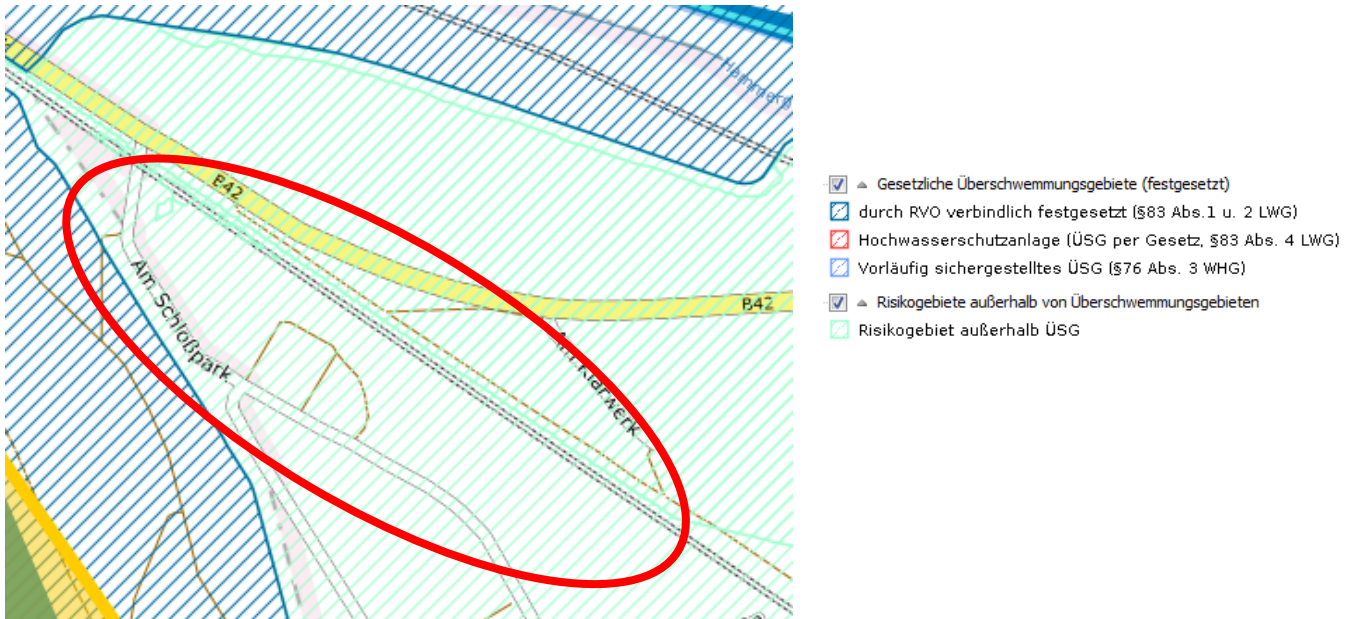 Hammerg
B42
B42
Am Schloßpark
Am Klärwerk
Gesetzliche Überschwemmungsgebiete (festgesetzt)
durch RVO verbindlich festgesetzt (§83 Abs.1 u. 2 LWG)
Hochwasserschutzanlage (ÜSG per Gesetz, §83 Abs. 4 LWG)
Vorläufig sichergestelltes ÜSG (§76 Abs. 3 WHG)
Risikogebiete außerhalb von Überschwemmungsgebieten
Risikogebiet außerhalb ÜSG